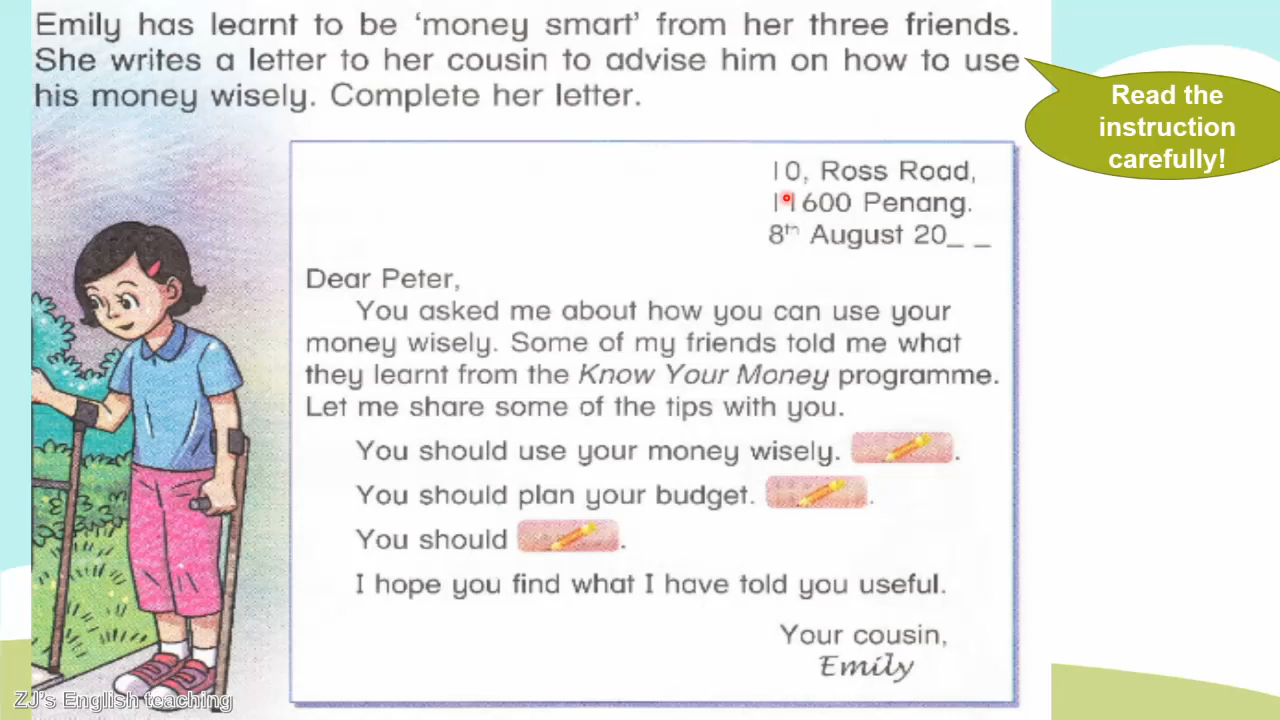 Emily has learnt to be ‘money smart’ from her three friends.
She writes a letter to her cousin to advise him on how to use
his money wisely. Complete her letter.
Read the
instruction
carefully!
10, Ross Road,
11600 Penang.
8th August 20_ _
Dear Peter,
You asked me about how you can use your
money wisely. Some of my friends told me what
they learnt from the Know Your Money programme.
Let me share some of the tips with you.
You should use your money wisely. .
You should plan your budget. .
You should .
I hope you find what I have told you useful.
Your cousin,
Emily
ZJ's English teaching